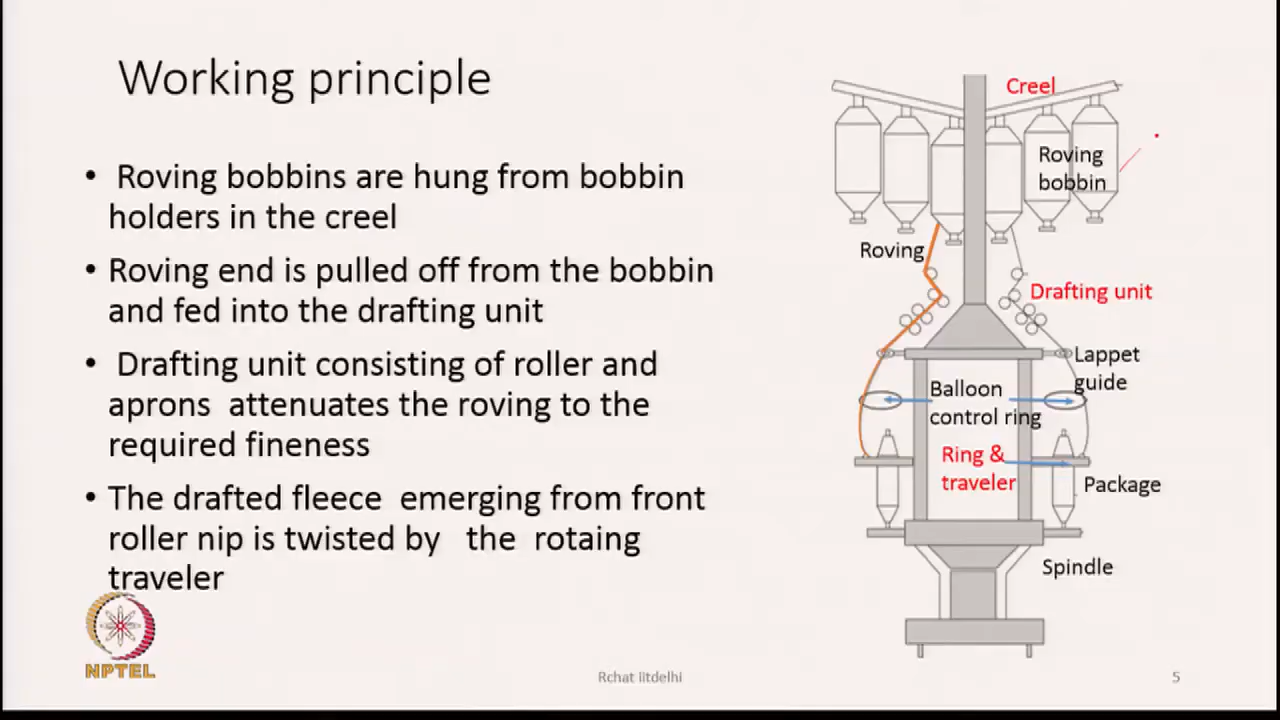 Working principle
• Roving bobbins are hung from bobbin
holders in the creel
• Roving end is pulled off from the bobbin
and fed into the drafting unit
• Drafting unit consisting of roller and
aprons attenuates the roving to the
required fineness
• The drafted fleece emerging from front
roller nip is twisted by the rotaing
traveler
Creel
Roving
bobbin
Roving
Drafting unit
Lappet
guide
Balloon
control ring
Ring &
traveler
Package
Spindle
NPTEL
Rchat iitdelhi
5